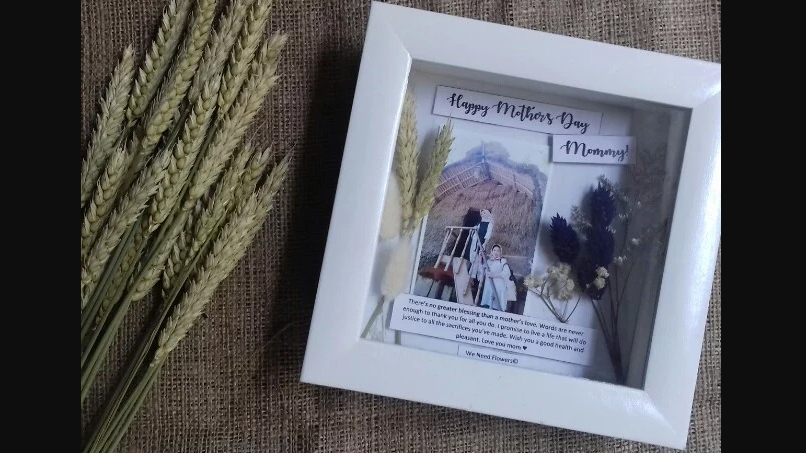 Happy Mother's Day
Mommy!
There's no greater blessing than a mother's love. Words are never
enough to thank you for all you do. I promise to live a life that will do
justice to all the sacrifices you've made. Wish you a good health and
pleasant. Love you mom ♥
We Need Flowers©